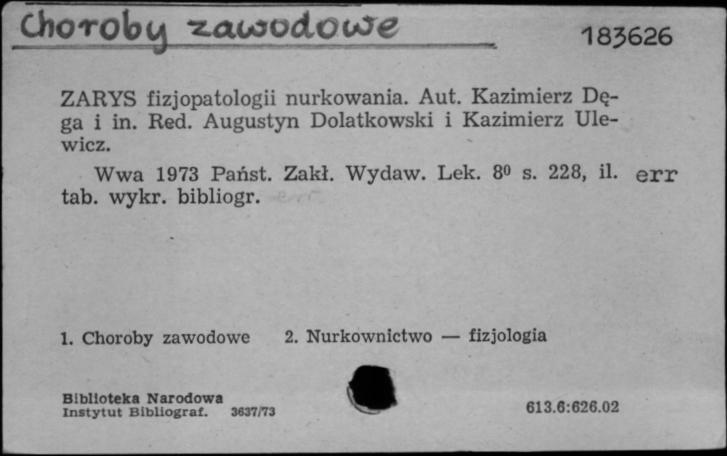 Choroby zawodowe
183626
ZARYS fizjopatologii nurkowania. Aut. Kazimierz Dę-
ga i in. Red. Augustyn Dolatkowski i Kazimierz Ule-
wicz.
Wwa 1973 Państ. Zakł. Wydaw. Lek. 8⁰ s. 228, il. err
tab. wykr. bibliogr.
1. Choroby zawodowe 2. Nurkownictwo — fizjologia
Biblioteka Narodowa
Instytut Bibliograf. 3637/73
613.6:626.02